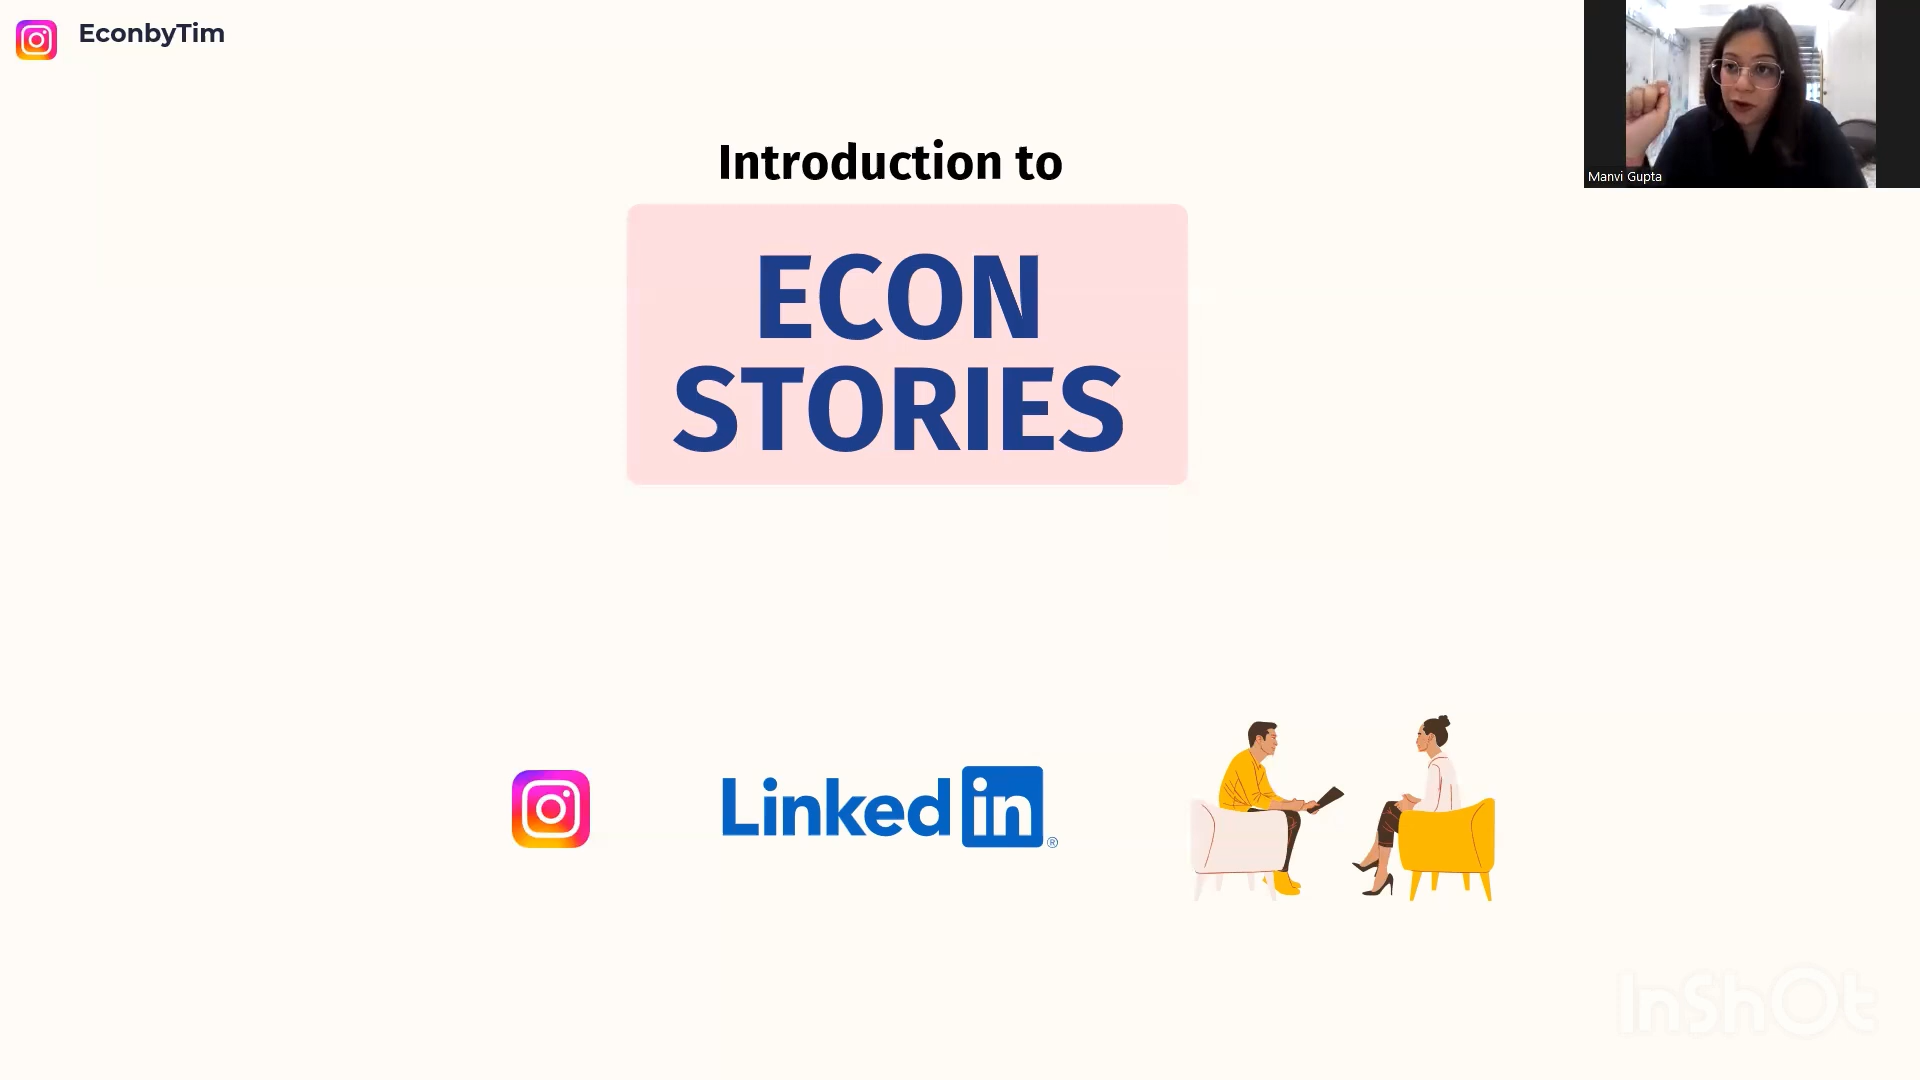 EconbyTim
Manvi Gupta
Introduction to
ECON
STORIES
Linkedin®
InShOt